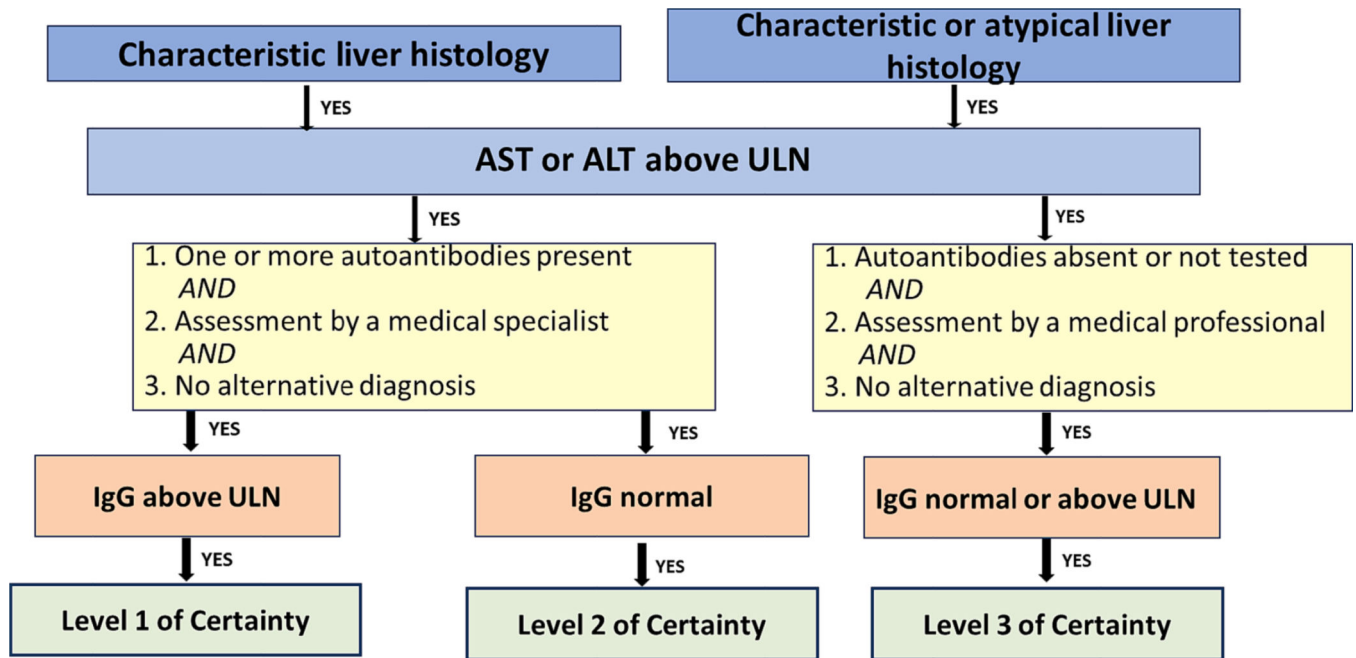 Characteristic liver histology
Characteristic or atypical liver
histology
YES
YES
AST or ALT above ULN
YES
YES
1. One or more autoantibodies present
AND
2. Assessment by a medical specialist
AND
3. No alternative diagnosis
1. Autoantibodies absent or not tested
AND
2. Assessment by a medical professional
AND
3. No alternative diagnosis
YES
YES
YES
IgG above ULN
IgG normal
IgG normal or above ULN
YES
YES
YES
Level 1 of Certainty
Level 2 of Certainty
Level 3 of Certainty